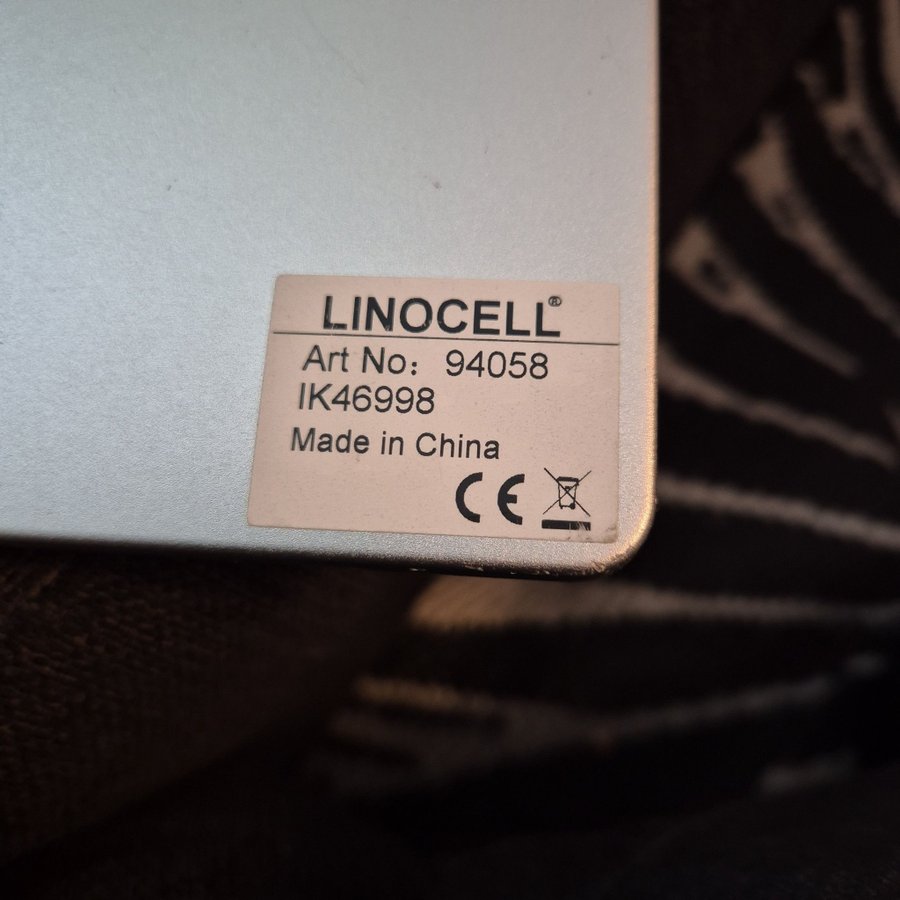 LINOCELL®
Art No: 94058
IK46998
Made in China
CE